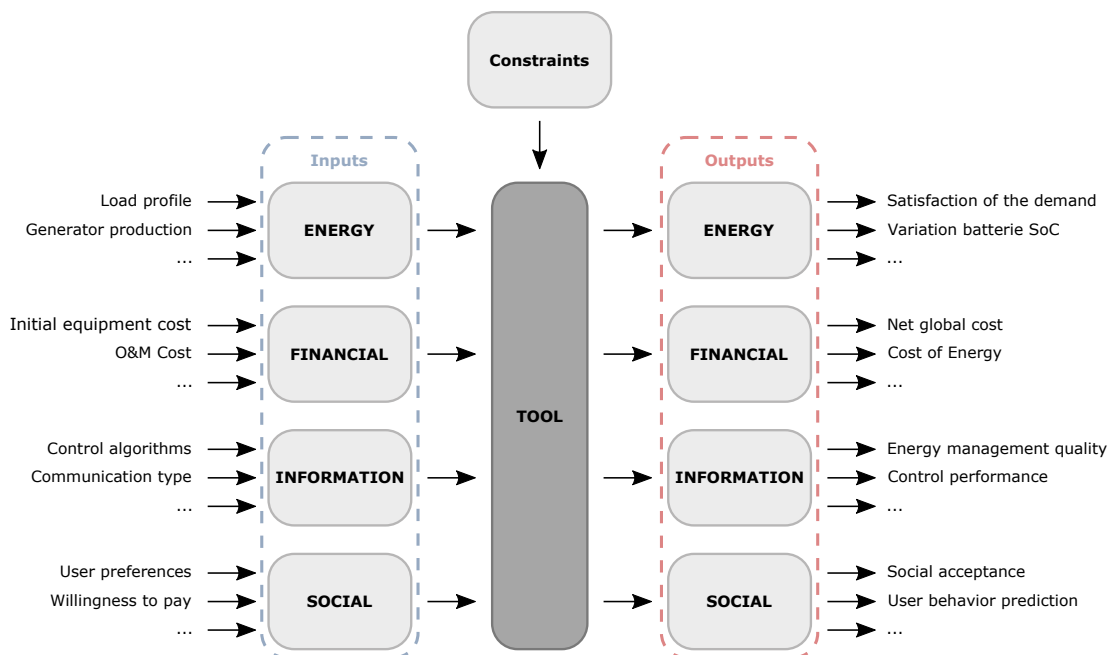 Constraints
Inputs
Outputs
Load profile
Generator production
...
ENERGY
Initial equipment cost
O&M Cost
...
FINANCIAL
Control algorithms
Communication type
...
INFORMATION
User preferences
Willingness to pay
...
SOCIAL
TOOL
ENERGY
Satisfaction of the demand
Variation batterie SoC
...
FINANCIAL
Net global cost
Cost of Energy
...
INFORMATION
Energy management quality
Control performance
...
SOCIAL
Social acceptance
User behavior prediction
...